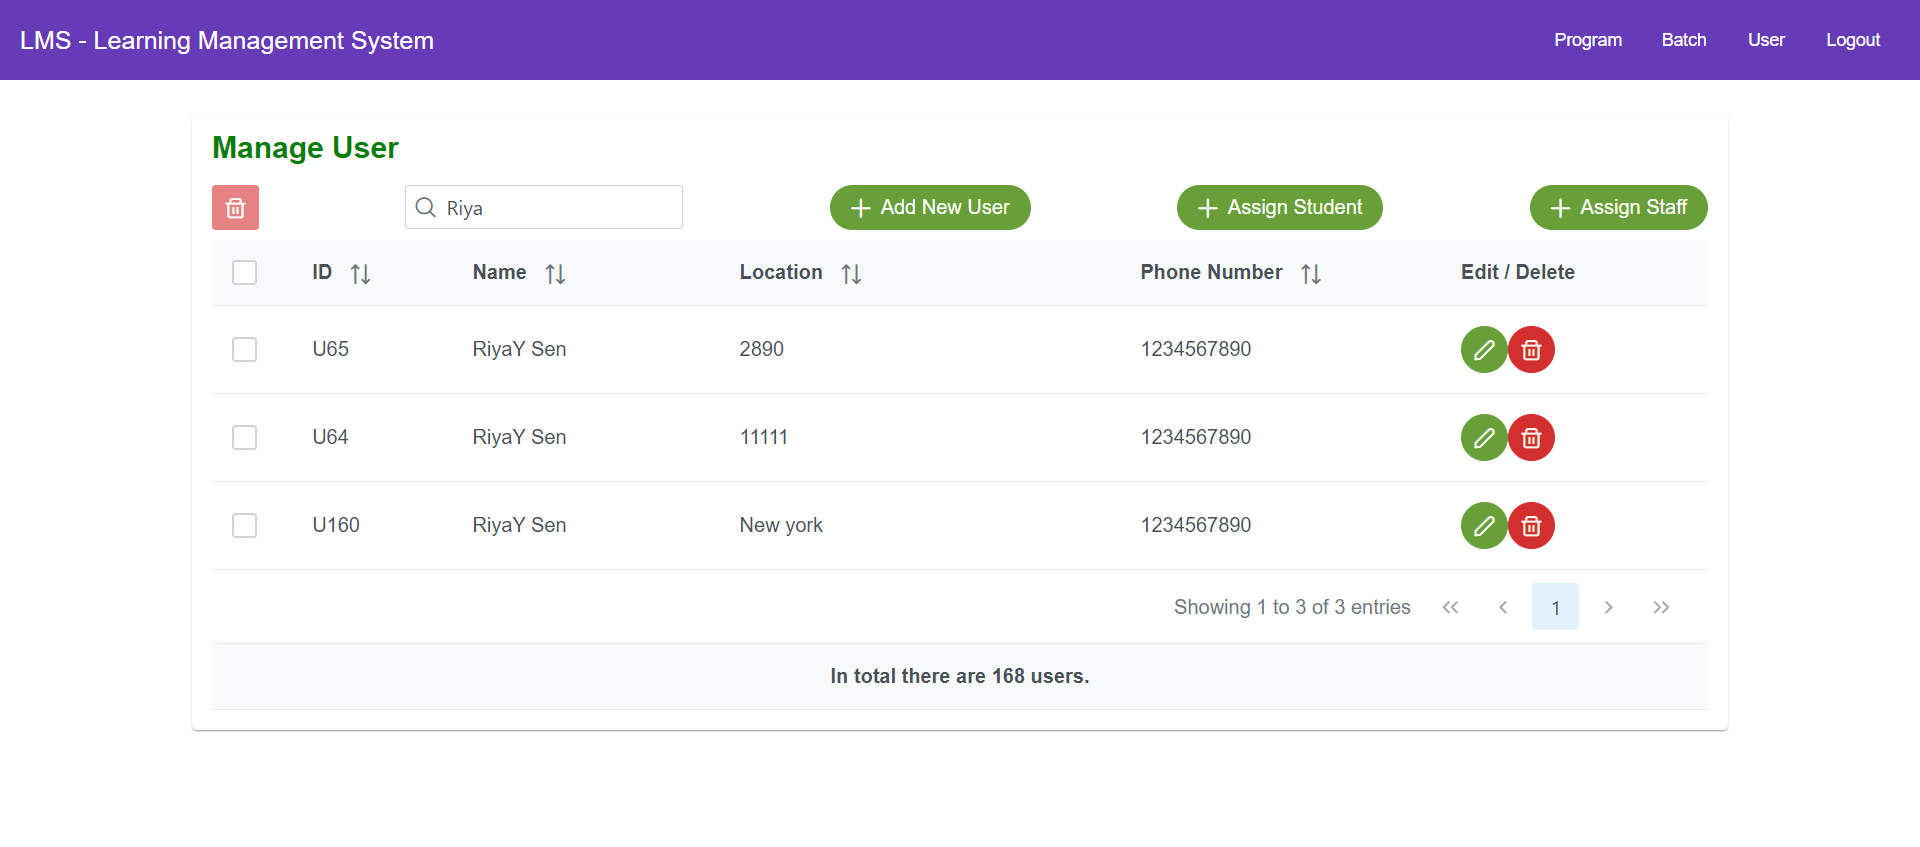 LMS - Learning Management System Program Batch User Logout
Manage User
Riya Add New User Assign Student Assign Staff
ID Name Location Phone Number Edit / Delete
U65 RiyaY Sen 2890 1234567890
U64 RiyaY Sen 11111 1234567890
U160 RiyaY Sen New york 1234567890
Showing 1 to 3 of 3 entries 1
In total there are 168 users.